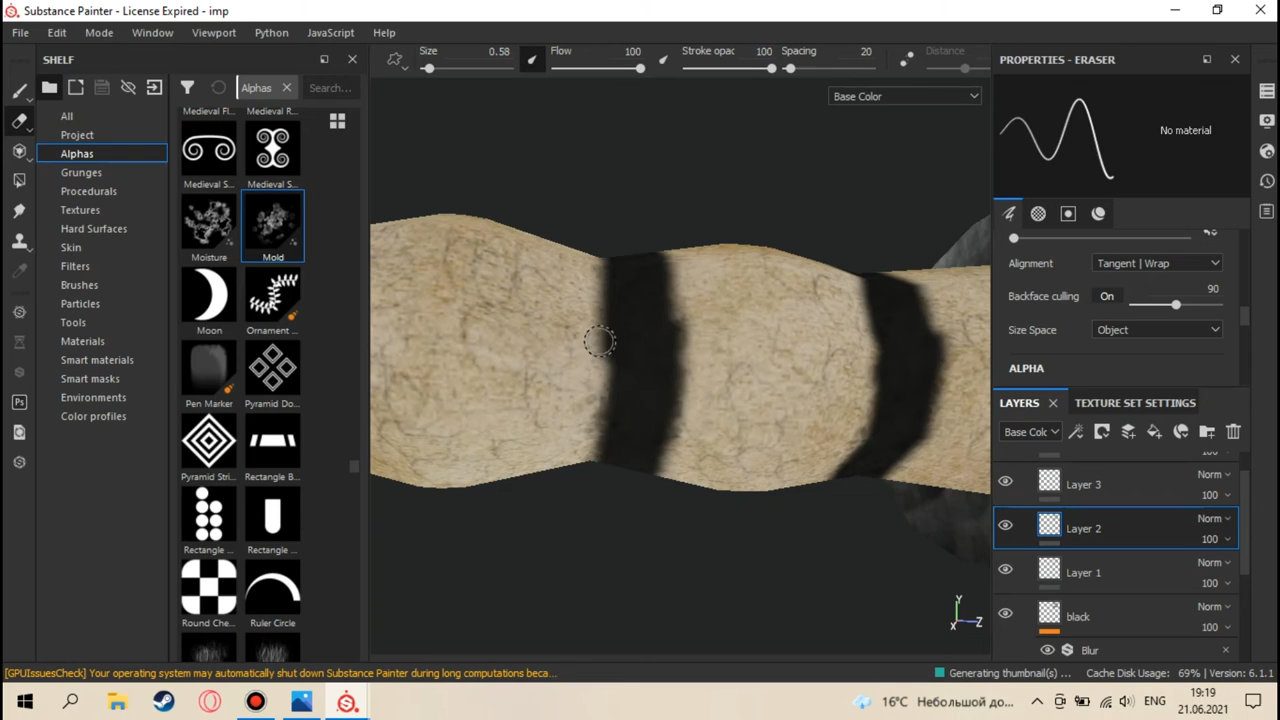 Substance Painter - License Expired - imp
File Edit Mode Window Viewport Python JavaScript Help
SHELF
Size 0.58 Flow 100 Stroke opac 100 Spacing 20 Distance
Alphas
Search...
Base Color
All
Project
Alphas
Grunges
Procedurals
Textures
Hard Surfaces
Skin
Filters
Brushes
Particles
Tools
Materials
Smart materials
Smart masks
Environments
Color profiles
Medieval Fl... Medieval R...
Medieval S... Medieval S...
Moisture Mold
Moon Ornament ...
Pen Marker Pyramid Do...
Pyramid Stri... Rectangle B...
Rectangle ... Rectangle ...
Round Che... Ruler Circle
Y
X Z
PROPERTIES - ERASER
No material
Alignment Tangent | Wrap
Backface culling On 90
Size Space Object
ALPHA
LAYERS TEXTURE SET SETTINGS
Base Colc
100
Layer 3 Norm 100
Layer 2 Norm 100
Layer 1 Norm 100
black Norm 100
Blur
Ps
[GPUIssuesCheck] Your operating system may automatically shut down Substance Painter during long computations beca...
Generating thumbnail(s) ... Cache Disk Usage: 69% | Version: 6.1.1
16°C Небольшой до...
ENG
19:19
21.06.2021